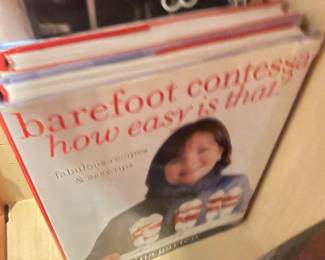 barefoot contessa
how easy is that?
fabulous recipes
& easy tips